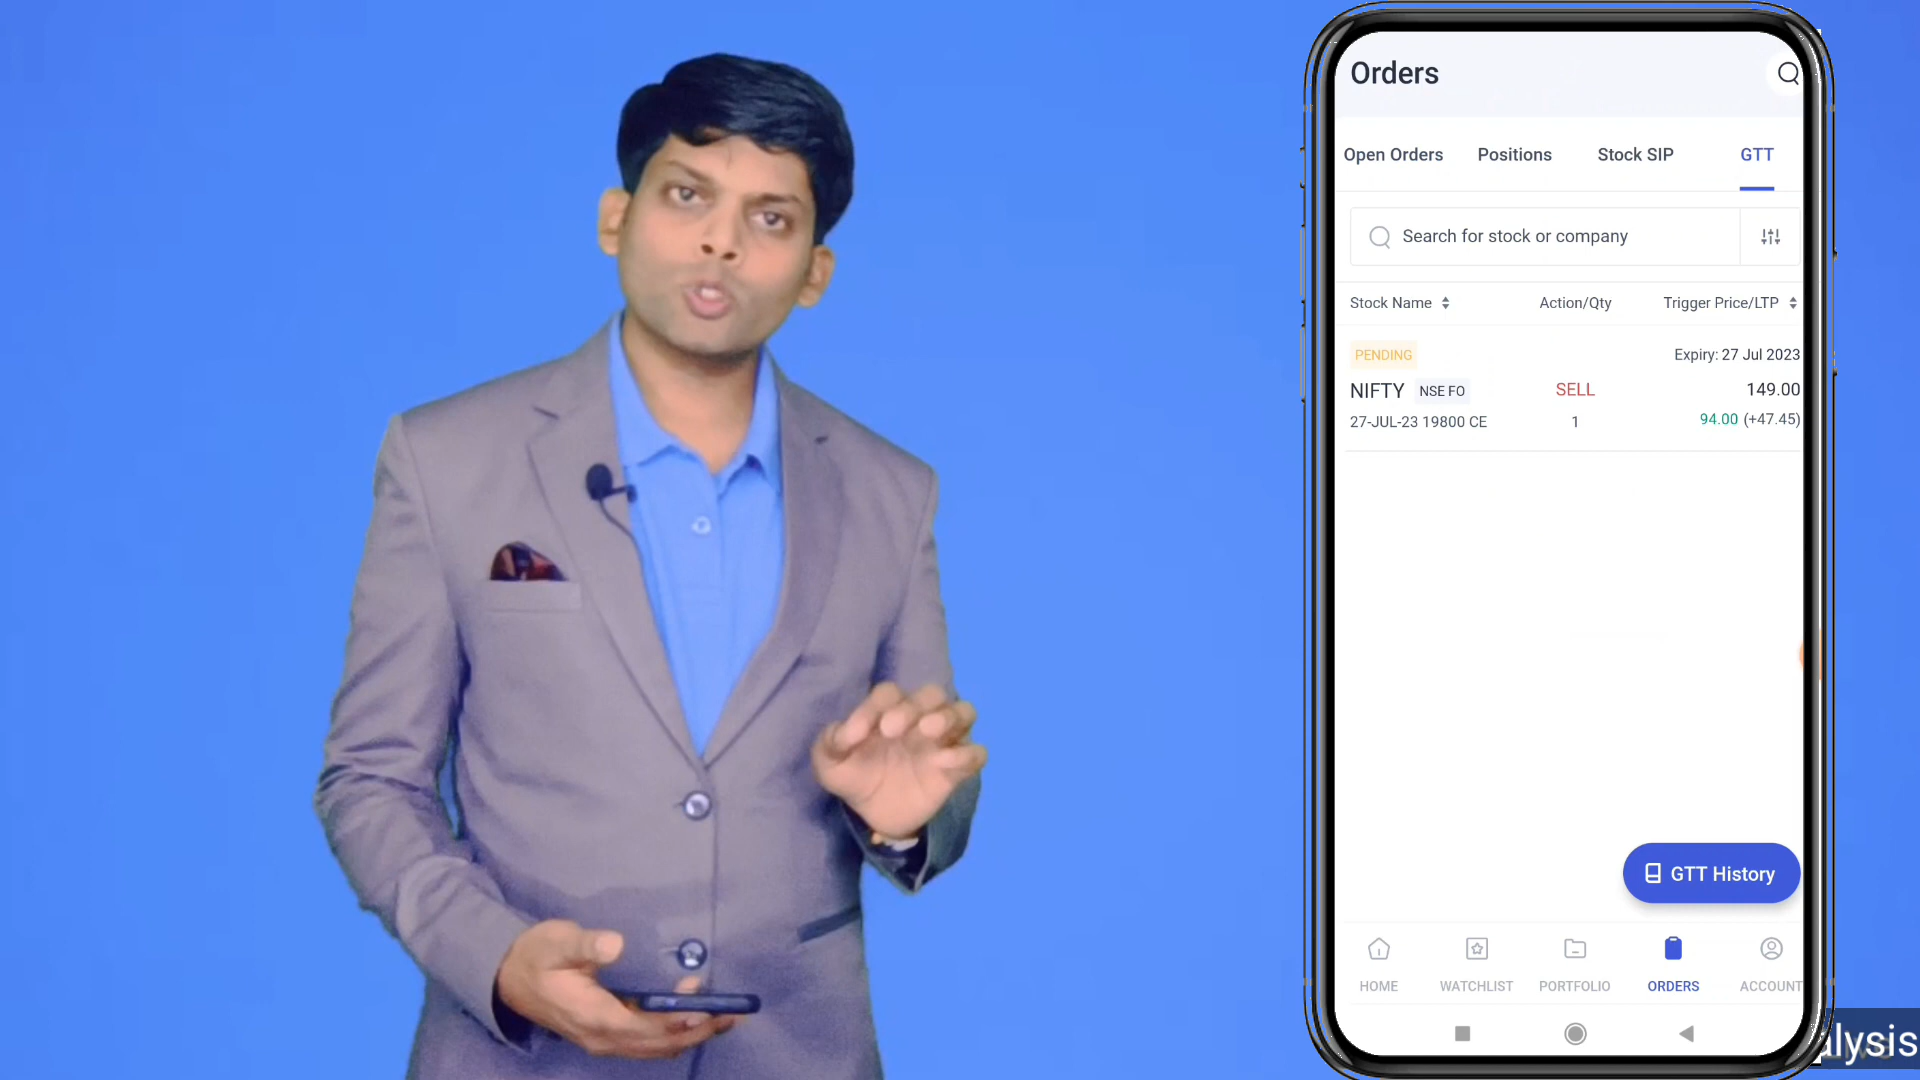 Orders
Open Orders Positions Stock SIP GTT
Search for stock or company
Stock Name Action/Qty Trigger Price/LTP
PENDING Expiry: 27 Jul 2023
NIFTY NSE FO SELL 149.00
27-JUL-23 19800 CE 1 94.00 (+47.45)
GTT History
HOME WATCHLIST PORTFOLIO ORDERS ACCOUNT
alysis